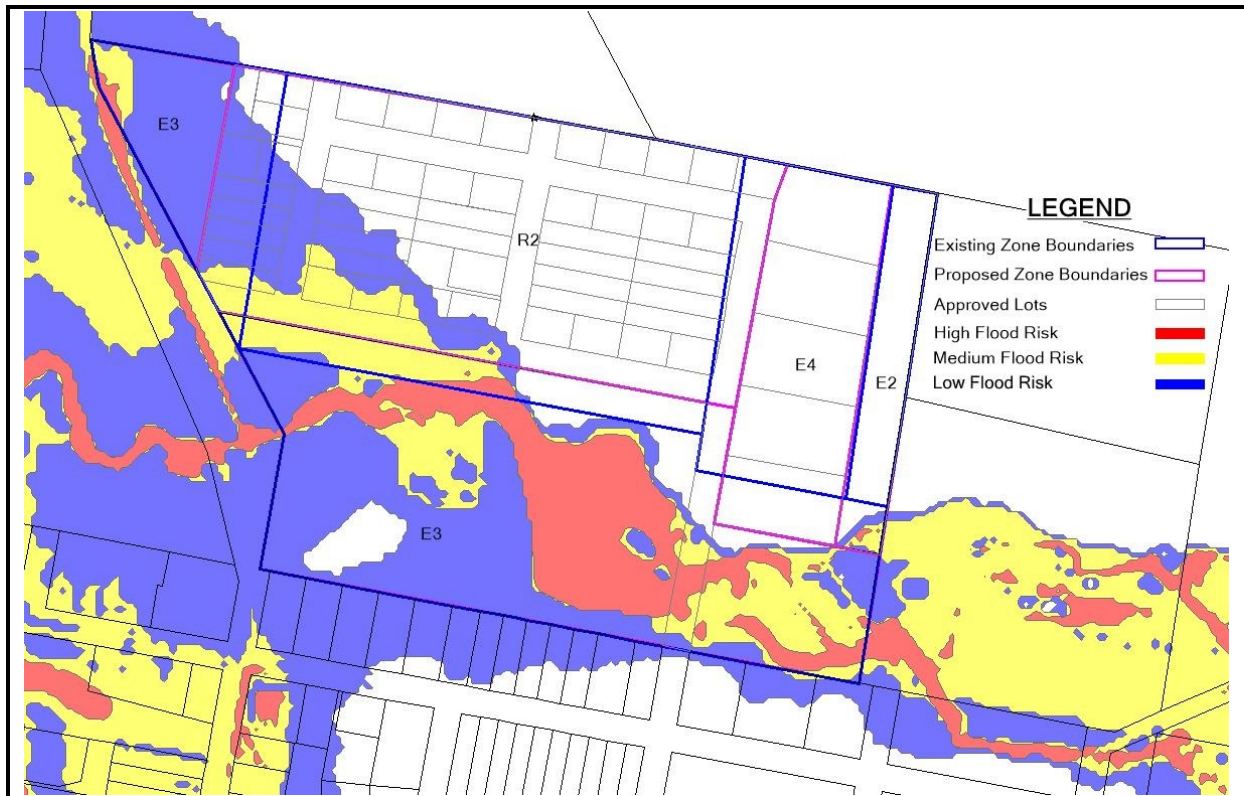 E3
R2
E4
E2
E3
LEGEND
Existing Zone Boundaries
Proposed Zone Boundaries
Approved Lots
High Flood Risk
Medium Flood Risk
Low Flood Risk